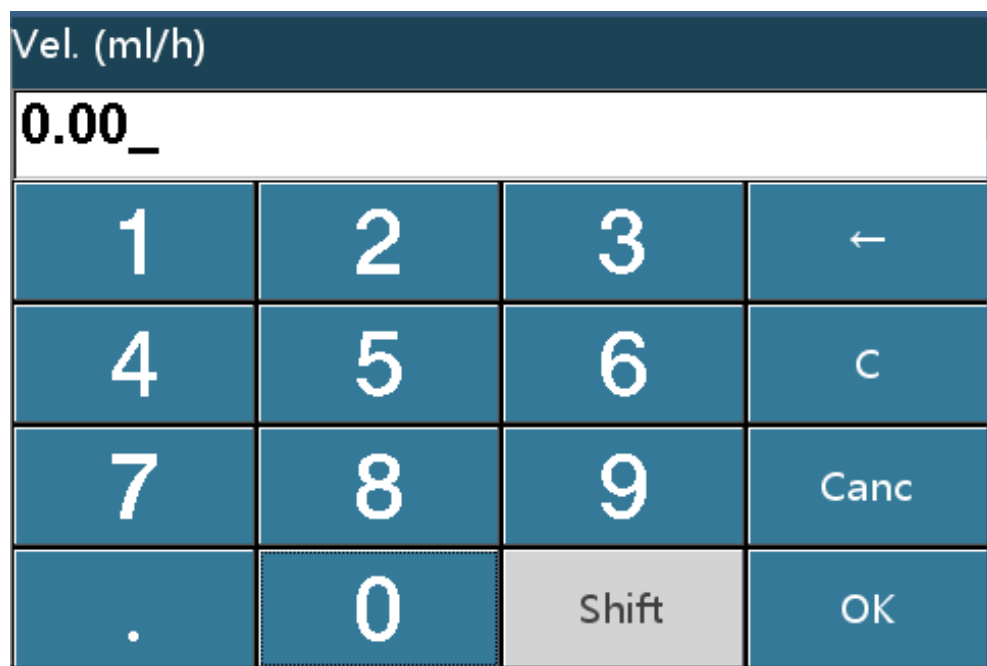 Vel. (ml/h)
0.00_
1 2 3 ←
4 5 6 C
7 8 9 Canc
. 0 Shift OK